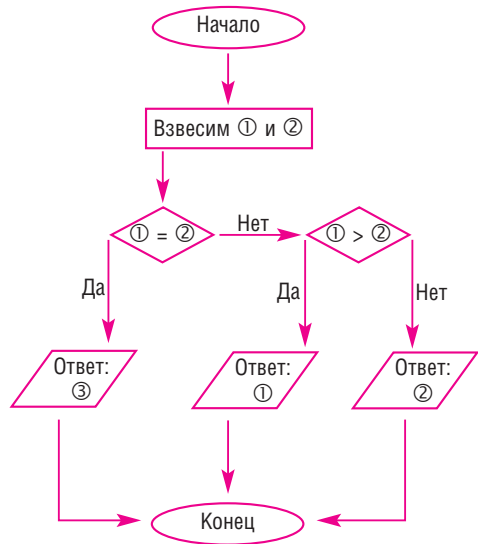 Начало
Взвесим ① и ②
① = ②
Нет
① > ②
Да
Да
Нет
Ответ:
③
Ответ:
①
Ответ:
②
Конец